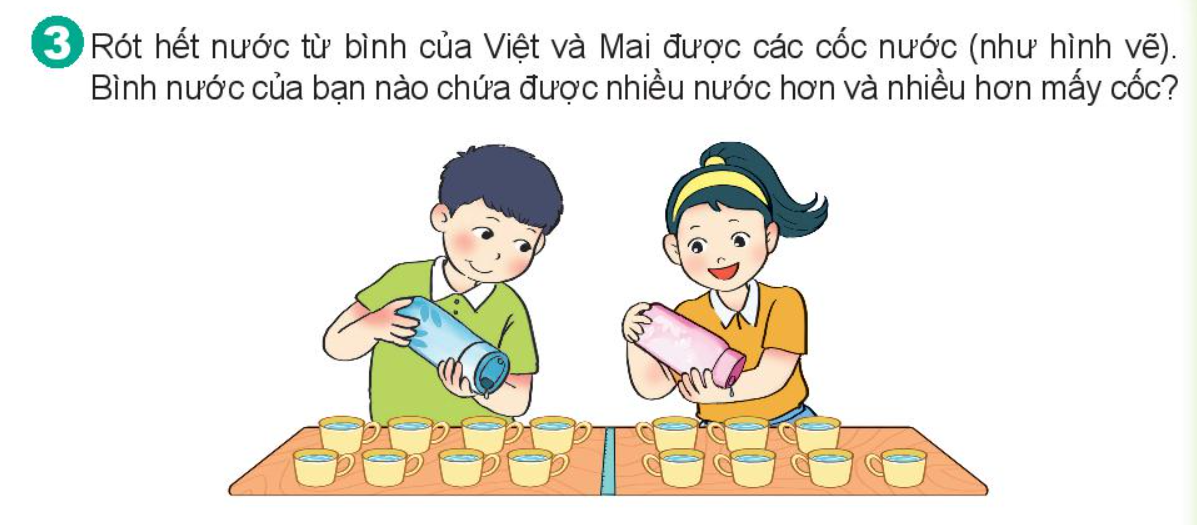 3 Rót hết nước từ bình của Việt và Mai được các cốc nước (như hình vẽ).
Bình nước của bạn nào chứa được nhiều nước hơn và nhiều hơn mấy cốc?